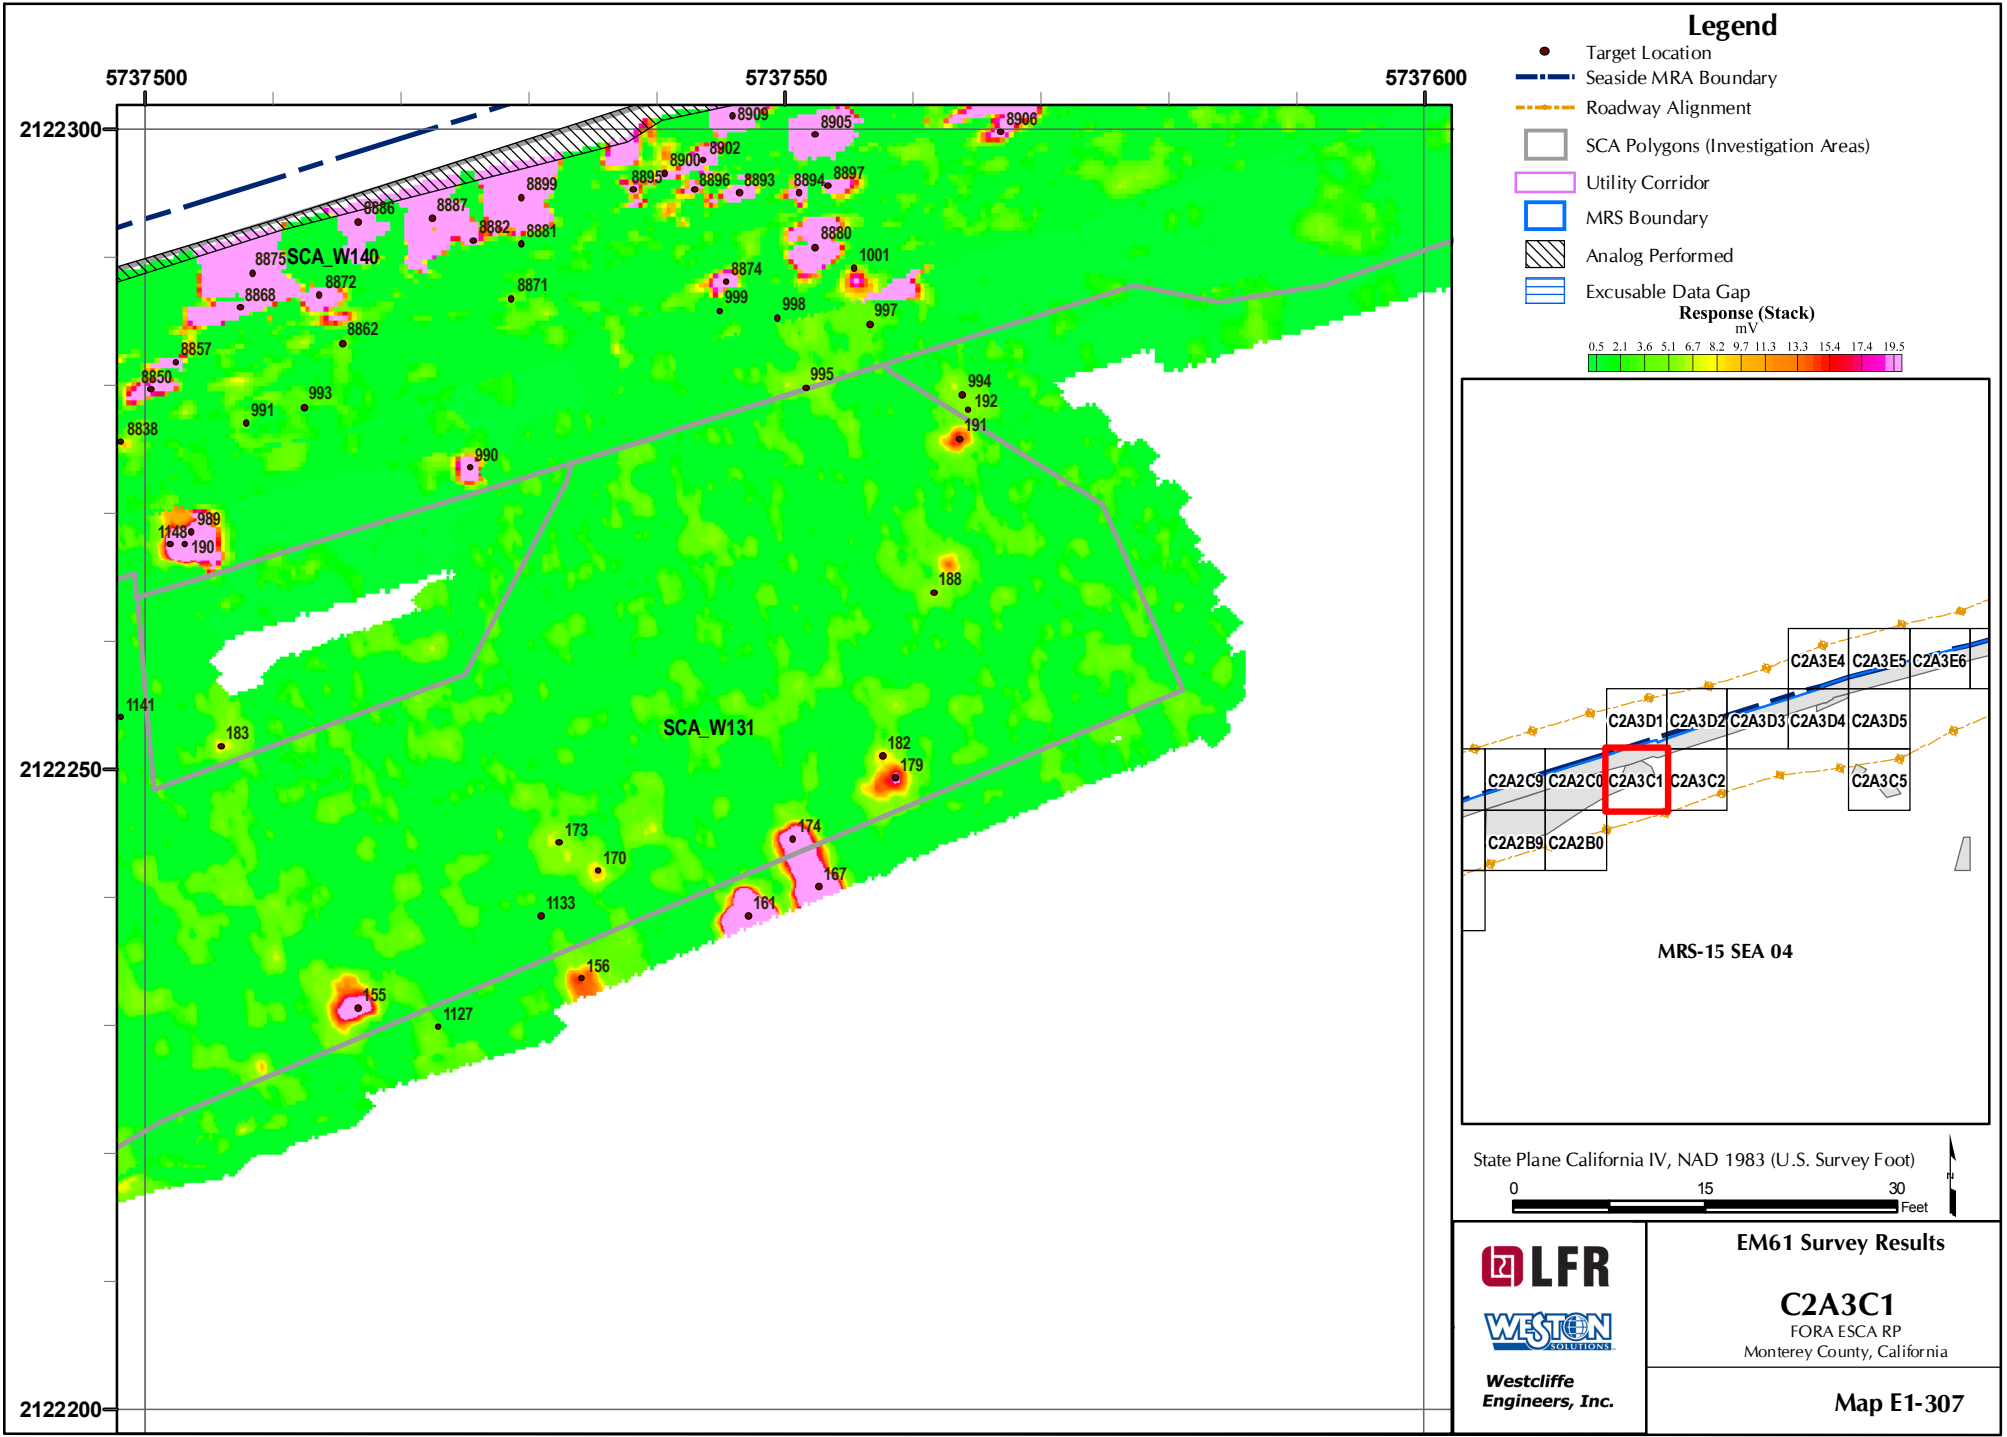 Legend
Target Location
Seaside MRA Boundary
Roadway Alignment
SCA Polygons (Investigation Areas)
Utility Corridor
MRS Boundary
Analog Performed
Excusable Data Gap
Response (Stack)
mV
0.5 2.1 3.6 5.1 6.7 8.2 9.7 11.3 13.3 15.4 17.4 19.5
5737500 5737550 5737600
2122300
2122250
2122200
8909
8905
8906
8902
8900
8895
8896
8893
8894
8897
8899
8886
8887
8882
8881
8880
SCA_W140
8875
8872
8874
1001
8868
8871
999
998
997
8862
8857
8850
995
994
192
993
991
191
8838
990
989
1148
190
188
1141
183
SCA_W131
182
179
173
174
170
167
1133
161
156
155
1127
C2A3E4 C2A3E5 C2A3E6
C2A3D1 C2A3D2 C2A3D3 C2A3D4 C2A3D5
C2A2C9 C2A2C0 C2A3C1 C2A3C2 C2A3C5
C2A2B9 C2A2B0
MRS-15 SEA 04
State Plane California IV, NAD 1983 (U.S. Survey Foot)
N
0 15 30
Feet
LFR
WESTON
SOLUTIONS
Westcliffe
Engineers, Inc.
EM61 Survey Results
C2A3C1
FORA ESCA RP
Monterey County, California
Map E1-307